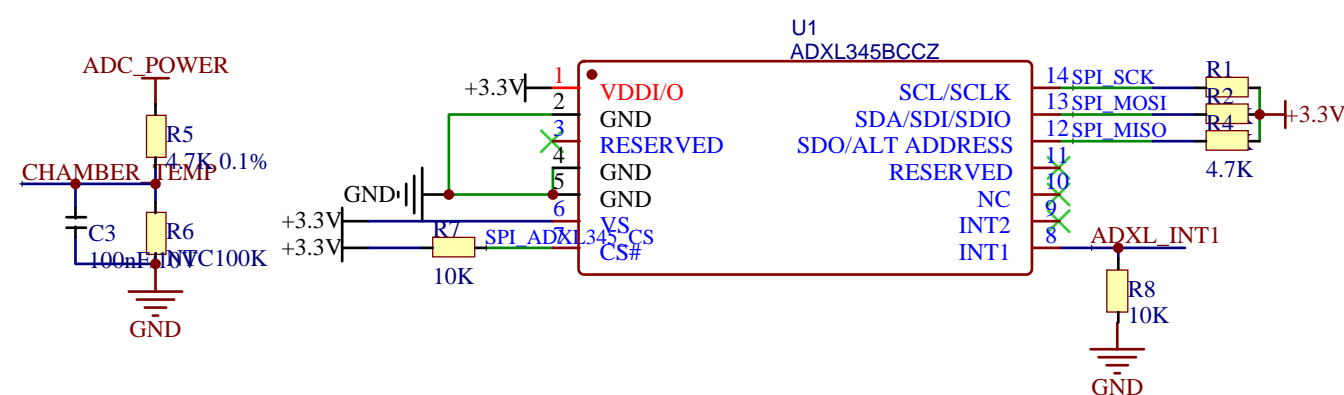 ADC_POWER
R5
4.7K 0.1%
CHAMBER_TEMP
C3
100nF/10V
R6
NTC100K
GND
U1
ADXL345BCCZ
+3.3V
1
VDDI/O
2
GND
3
RESERVED
4
GND
GND
5
GND
+3.3V
6
VS
+3.3V
R7
10K
SPI_ADXL345_CS
7
CS#
SCL/SCLK
14
SPI_SCK
R1
SDA/SDI/SDIO
13
SPI_MOSI
R2
+3.3V
SDO/ALT ADDRESS
12
SPI_MISO
R4
4.7K
RESERVED
11
NC
10
INT2
9
INT1
8
ADXL_INT1
R8
10K
GND